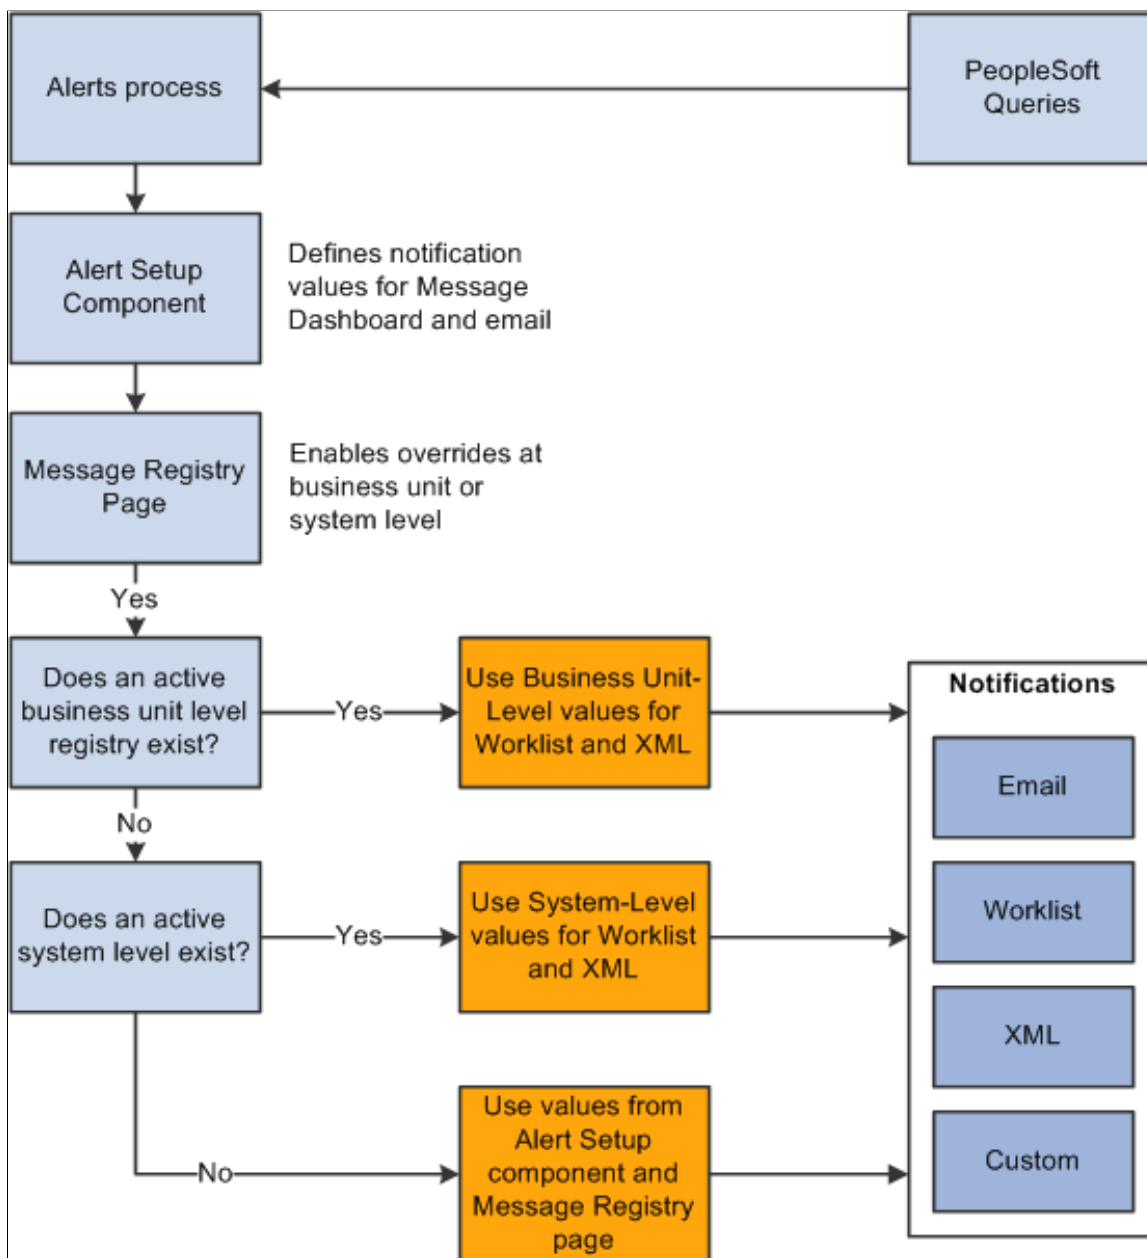 Alerts process
PeopleSoft
Queries
Alert Setup
Component
Defines notification
values for Message
Dashboard and email
Message Registry
Page
Enables overrides at
business unit or
system level
Yes
Does an active
business unit level
registry exist?
Yes
Use Business Unit-
Level values for
Worklist and XML
Notifications
Email
Worklist
XML
Custom
No
Does an active
system level exist?
Yes
Use System-Level
values for Worklist
and XML
No
Use values from
Alert Setup
component and
Message Registry
page